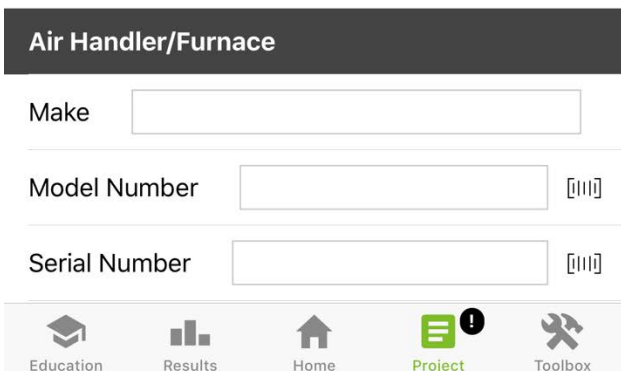 Air Handler/Furnace
Make
Model Number
Serial Number
!
Education Results Home Project Toolbox